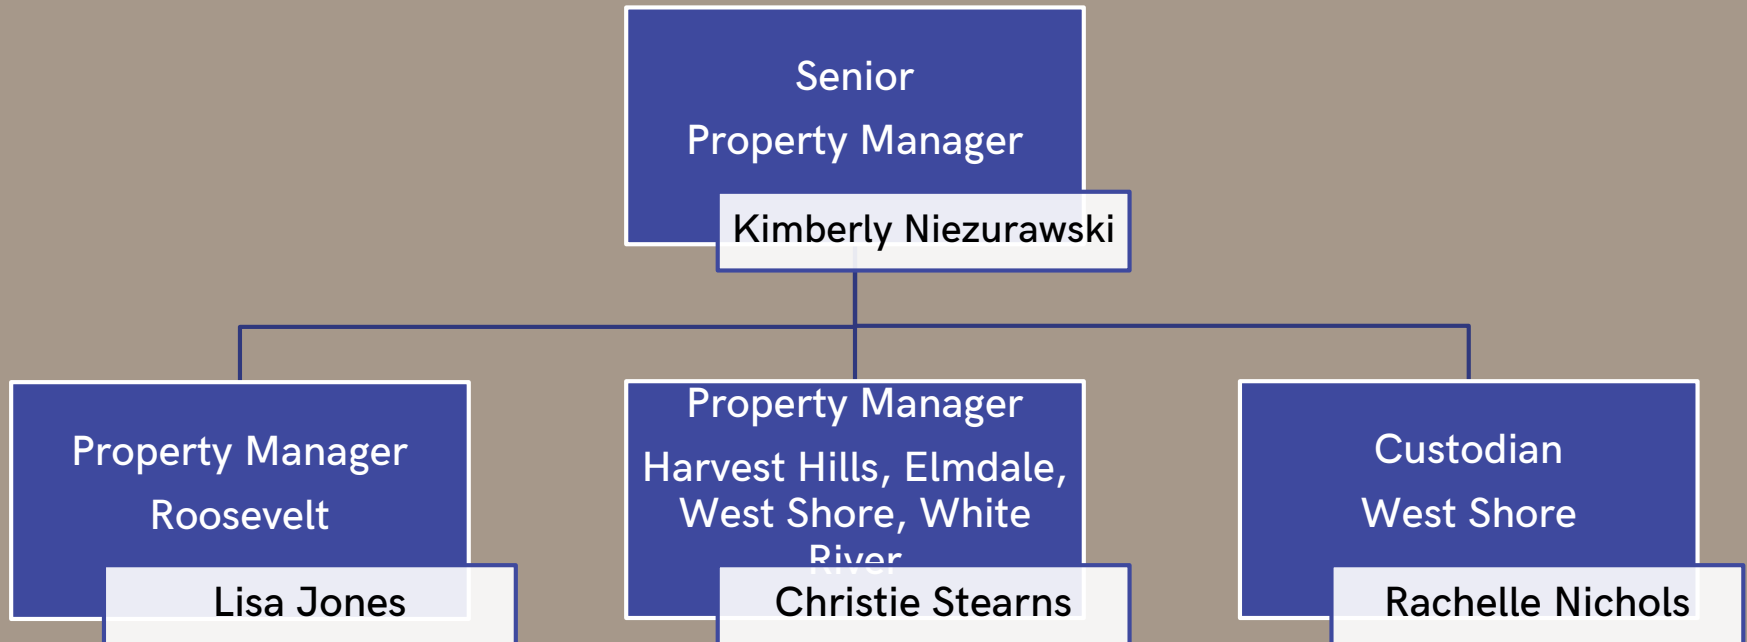 Senior
Property Manager
Kimberly Niezurawski
Property Manager
Roosevelt
Lisa Jones
Property Manager
Harvest Hills, Elmdale,
West Shore, White
River
Christie Stearns
Custodian
West Shore
Rachelle Nichols